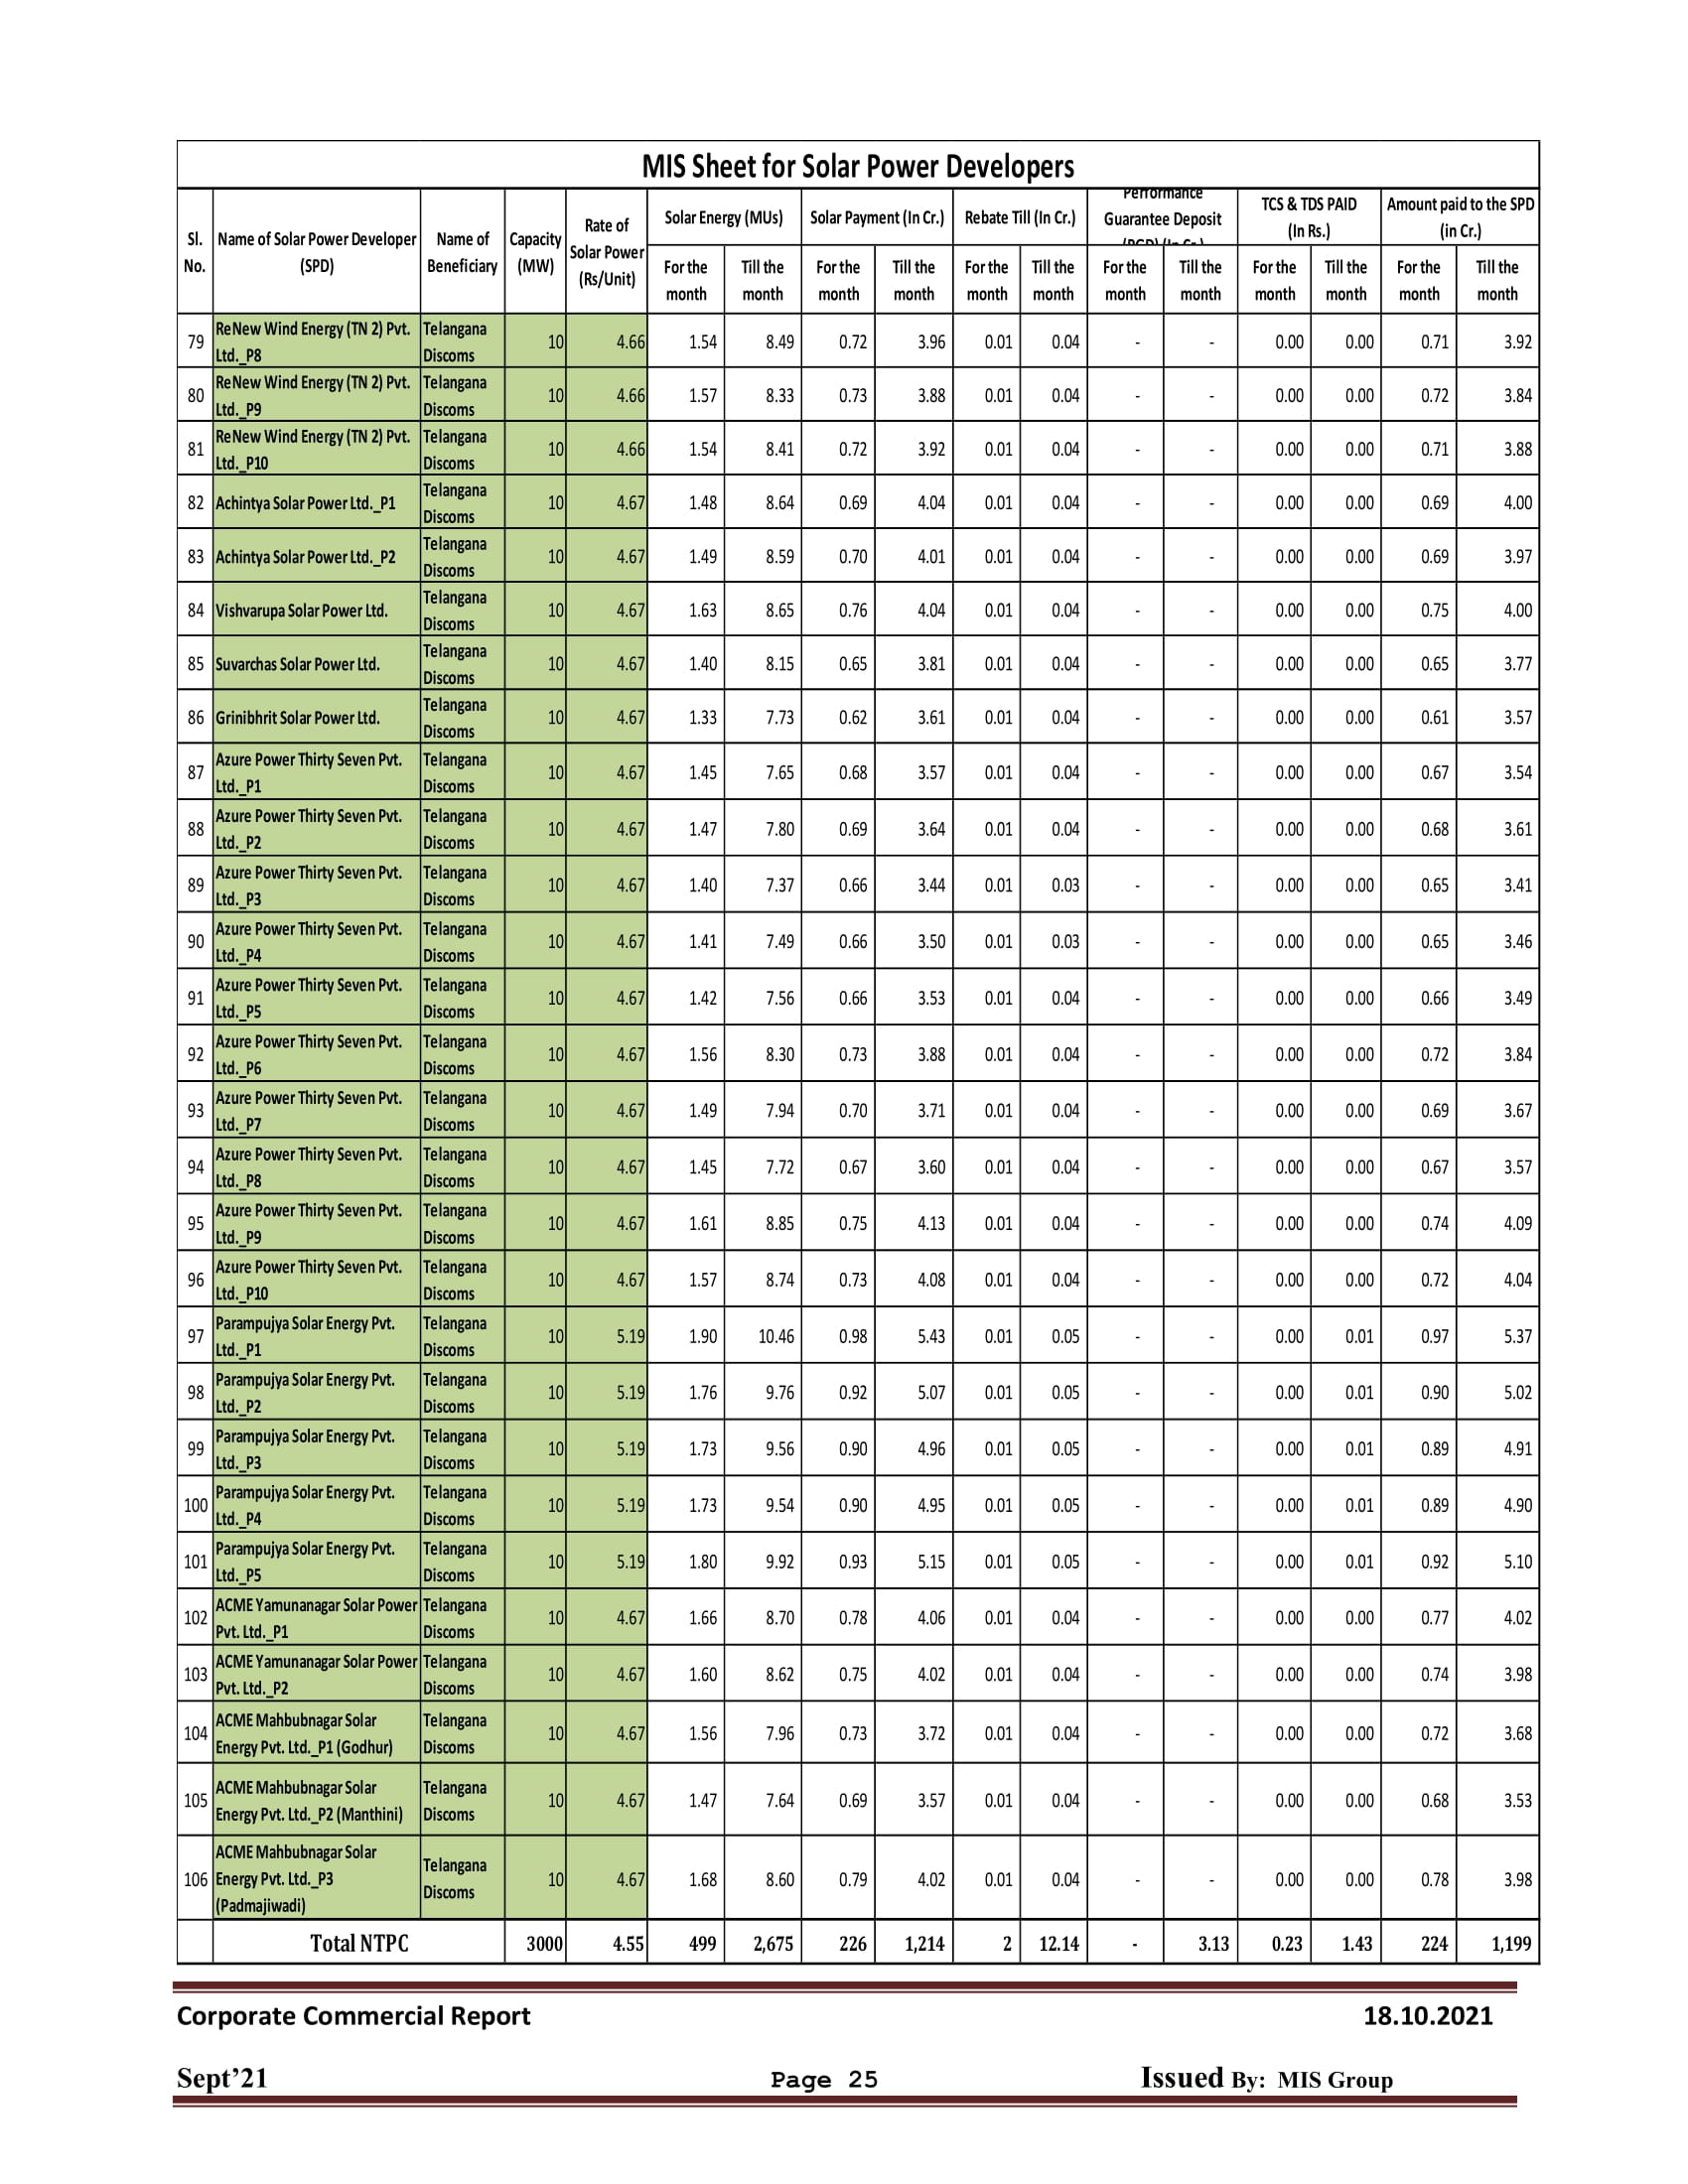 MIS Sheet for Solar Power Developers
Sl. No. Name of Solar Power Developer (SPD) Name of Beneficiary Capacity (MW) Rate of Solar Power (Rs/Unit) Solar Energy (MUs) Solar Payment (In Cr.) Rebate Till (In Cr.) Performance Guarantee Deposit (PGD) (In Cr.) TCS & TDS PAID (In Rs.) Amount paid to the SPD (in Cr.)
For the month Till the month For the month Till the month For the month Till the month For the month Till the month For the month Till the month For the month Till the month
79 ReNew Wind Energy (TN 2) Pvt. Ltd._P8 Telangana Discoms 10 4.66 1.54 8.49 0.72 3.96 0.01 0.04 - - 0.00 0.00 0.71 3.92
80 ReNew Wind Energy (TN 2) Pvt. Ltd._P9 Telangana Discoms 10 4.66 1.57 8.33 0.73 3.88 0.01 0.04 - - 0.00 0.00 0.72 3.84
81 ReNew Wind Energy (TN 2) Pvt. Ltd._P10 Telangana Discoms 10 4.66 1.54 8.41 0.72 3.92 0.01 0.04 - - 0.00 0.00 0.71 3.88
82 Achintya Solar Power Ltd._P1 Telangana Discoms 10 4.67 1.48 8.64 0.69 4.04 0.01 0.04 - - 0.00 0.00 0.69 4.00
83 Achintya Solar Power Ltd._P2 Telangana Discoms 10 4.67 1.49 8.59 0.70 4.01 0.01 0.04 - - 0.00 0.00 0.69 3.97
84 Vishvarupa Solar Power Ltd. Telangana Discoms 10 4.67 1.63 8.65 0.76 4.04 0.01 0.04 - - 0.00 0.00 0.75 4.00
85 Suvarchas Solar Power Ltd. Telangana Discoms 10 4.67 1.40 8.15 0.65 3.81 0.01 0.04 - - 0.00 0.00 0.65 3.77
86 Grinibhrit Solar Power Ltd. Telangana Discoms 10 4.67 1.33 7.73 0.62 3.61 0.01 0.04 - - 0.00 0.00 0.61 3.57
87 Azure Power Thirty Seven Pvt. Ltd._P1 Telangana Discoms 10 4.67 1.45 7.65 0.68 3.57 0.01 0.04 - - 0.00 0.00 0.67 3.54
88 Azure Power Thirty Seven Pvt. Ltd._P2 Telangana Discoms 10 4.67 1.47 7.80 0.69 3.64 0.01 0.04 - - 0.00 0.00 0.68 3.61
89 Azure Power Thirty Seven Pvt. Ltd._P3 Telangana Discoms 10 4.67 1.40 7.37 0.66 3.44 0.01 0.03 - - 0.00 0.00 0.65 3.41
90 Azure Power Thirty Seven Pvt. Ltd._P4 Telangana Discoms 10 4.67 1.41 7.49 0.66 3.50 0.01 0.03 - - 0.00 0.00 0.65 3.46
91 Azure Power Thirty Seven Pvt. Ltd._P5 Telangana Discoms 10 4.67 1.42 7.56 0.66 3.53 0.01 0.04 - - 0.00 0.00 0.66 3.49
92 Azure Power Thirty Seven Pvt. Ltd._P6 Telangana Discoms 10 4.67 1.56 8.30 0.73 3.88 0.01 0.04 - - 0.00 0.00 0.72 3.84
93 Azure Power Thirty Seven Pvt. Ltd._P7 Telangana Discoms 10 4.67 1.49 7.94 0.70 3.71 0.01 0.04 - - 0.00 0.00 0.69 3.67
94 Azure Power Thirty Seven Pvt. Ltd._P8 Telangana Discoms 10 4.67 1.45 7.72 0.67 3.60 0.01 0.04 - - 0.00 0.00 0.67 3.57
95 Azure Power Thirty Seven Pvt. Ltd._P9 Telangana Discoms 10 4.67 1.61 8.85 0.75 4.13 0.01 0.04 - - 0.00 0.00 0.74 4.09
96 Azure Power Thirty Seven Pvt. Ltd._P10 Telangana Discoms 10 4.67 1.57 8.74 0.73 4.08 0.01 0.04 - - 0.00 0.00 0.72 4.04
97 Parampujya Solar Energy Pvt. Ltd._P1 Telangana Discoms 10 5.19 1.90 10.46 0.98 5.43 0.01 0.05 - - 0.00 0.01 0.97 5.37
98 Parampujya Solar Energy Pvt. Ltd._P2 Telangana Discoms 10 5.19 1.76 9.76 0.92 5.07 0.01 0.05 - - 0.00 0.01 0.90 5.02
99 Parampujya Solar Energy Pvt. Ltd._P3 Telangana Discoms 10 5.19 1.73 9.56 0.90 4.96 0.01 0.05 - - 0.00 0.01 0.89 4.91
100 Parampujya Solar Energy Pvt. Ltd._P4 Telangana Discoms 10 5.19 1.73 9.54 0.90 4.95 0.01 0.05 - - 0.00 0.01 0.89 4.90
101 Parampujya Solar Energy Pvt. Ltd._P5 Telangana Discoms 10 5.19 1.80 9.92 0.93 5.15 0.01 0.05 - - 0.00 0.01 0.92 5.10
102 ACME Yamunanagar Solar Power Pvt. Ltd._P1 Telangana Discoms 10 4.67 1.66 8.70 0.78 4.06 0.01 0.04 - - 0.00 0.00 0.77 4.02
103 ACME Yamunanagar Solar Power Pvt. Ltd._P2 Telangana Discoms 10 4.67 1.60 8.62 0.75 4.02 0.01 0.04 - - 0.00 0.00 0.74 3.98
104 ACME Mahbubnagar Solar Energy Pvt. Ltd._P1 (Godhur) Telangana Discoms 10 4.67 1.56 7.96 0.73 3.72 0.01 0.04 - - 0.00 0.00 0.72 3.68
105 ACME Mahbubnagar Solar Energy Pvt. Ltd._P2 (Manthini) Telangana Discoms 10 4.67 1.47 7.64 0.69 3.57 0.01 0.04 - - 0.00 0.00 0.68 3.53
106 ACME Mahbubnagar Solar Energy Pvt. Ltd._P3 (Padmajiwadi) Telangana Discoms 10 4.67 1.68 8.60 0.79 4.02 0.01 0.04 - - 0.00 0.00 0.78 3.98
Total NTPC 3000 4.55 499 2,675 226 1,214 2 12.14 - 3.13 0.23 1.43 224 1,199
Corporate Commercial Report 18.10.2021
Sept’21 Page 25 Issued By: MIS Group